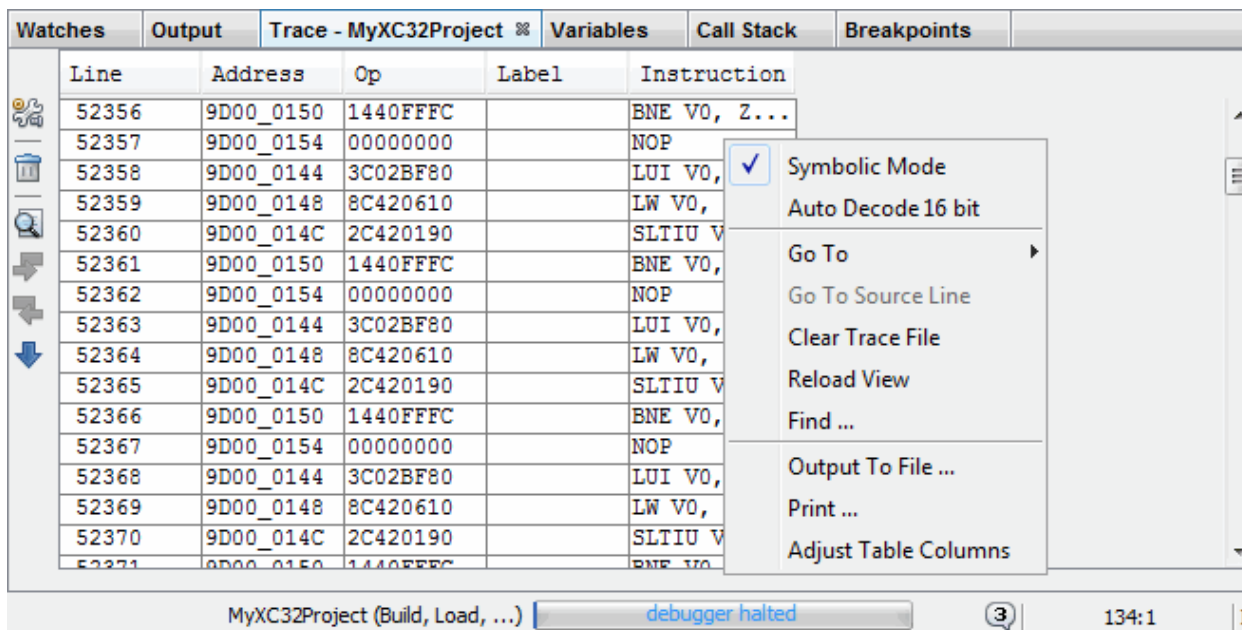 Watches Output Trace - MyXC32Project Variables Call Stack Breakpoints
Line Address Op Label Instruction
52356 9D00_0150 1440FFFC BNE V0, Z...
52357 9D00_0154 00000000 NOP
52358 9D00_0144 3C02BF80 LUI V0,
52359 9D00_0148 8C420610 LW V0,
52360 9D00_014C 2C420190 SLTIU V
52361 9D00_0150 1440FFFC BNE V0,
52362 9D00_0154 00000000 NOP
52363 9D00_0144 3C02BF80 LUI V0,
52364 9D00_0148 8C420610 LW V0,
52365 9D00_014C 2C420190 SLTIU V
52366 9D00_0150 1440FFFC BNE V0,
52367 9D00_0154 00000000 NOP
52368 9D00_0144 3C02BF80 LUI V0,
52369 9D00_0148 8C420610 LW V0,
52370 9D00_014C 2C420190 SLTIU V
52371 9D00_0150 1440FFFC BNE V0
Symbolic Mode
Auto Decode 16 bit
Go To
Go To Source Line
Clear Trace File
Reload View
Find ...
Output To File ...
Print ...
Adjust Table Columns
MyXC32Project (Build, Load, ...) debugger halted 3 134:1